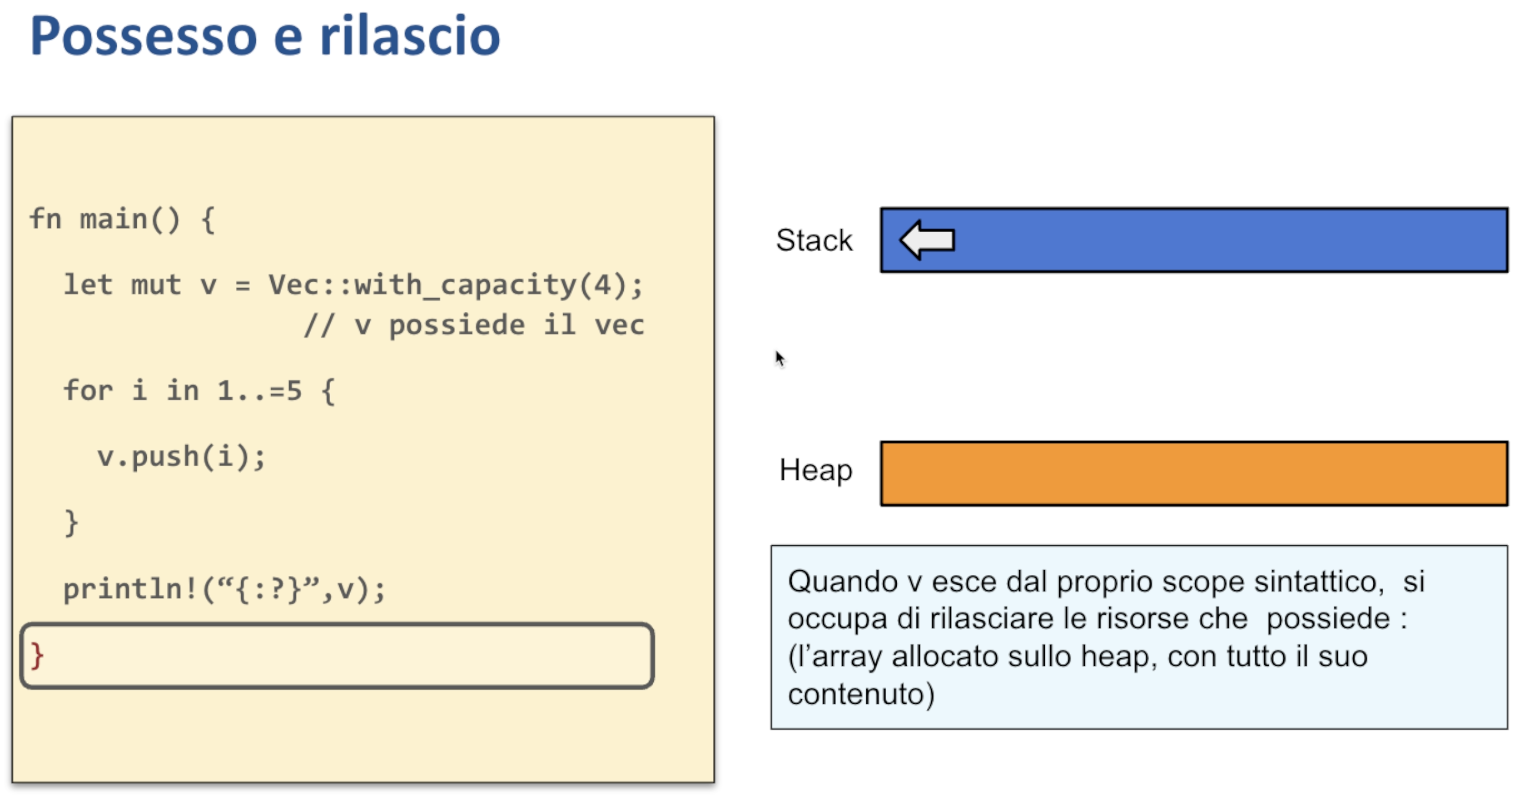 Possesso e rilascio
fn main() {
let mut v = Vec::with_capacity(4);
// v possiede il vec
for i in 1..=5 {
v.push(i);
}
println!(“{:?}”,v);
}
Stack
Heap
Quando v esce dal proprio scope sintattico,  si
occupa di rilasciare le risorse che  possiede :
(l’array allocato sullo heap, con tutto il suo
contenuto)